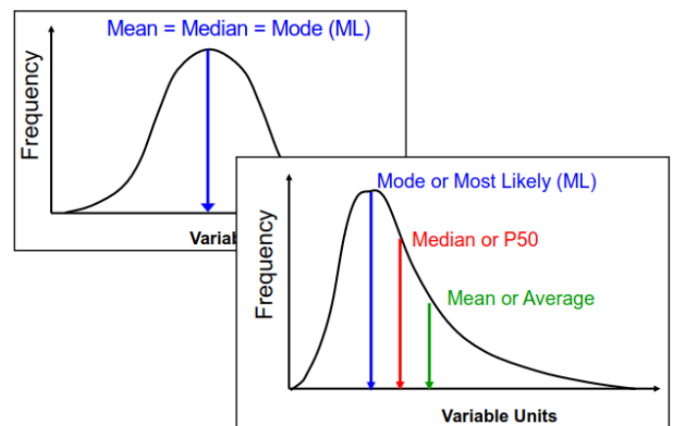 Mean = Median = Mode (ML)
Frequency
Mode or Most Likely (ML)
Median or P50
Mean or Average
Frequency
Variable Units